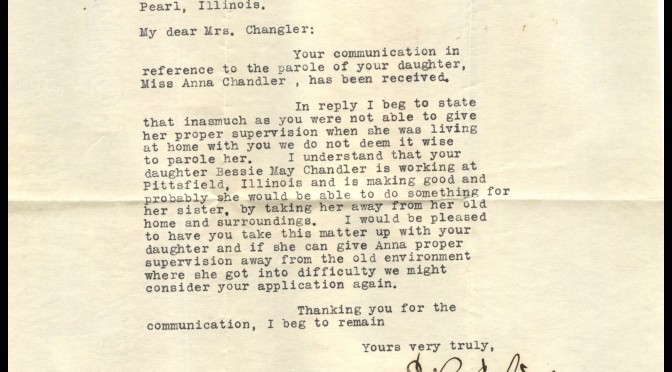 Pearl, Illinois.
My dear Mrs. Changler:
Your communication in
reference to the parole of your daughter,
Miss Anna Chandler , has been received.
In reply I beg to state
that inasmuch as you were not able to give
her proper supervision when she was living
at home with you we do not deem it wise
to parole her. I understand that your
daughter Bessie May Chandler is working at
Pittsfield, Illinois and is making good and
probably she would be able to do something for
her sister, by taking her away from her old
home and surroundings. I would be pleased
to have you take this matter up with your
daughter and if she can give Anna proper
supervision away from the old environment
where she got into difficulty we might
consider your application again.
Thanking you for the
communication, I beg to remain
Yours very truly,